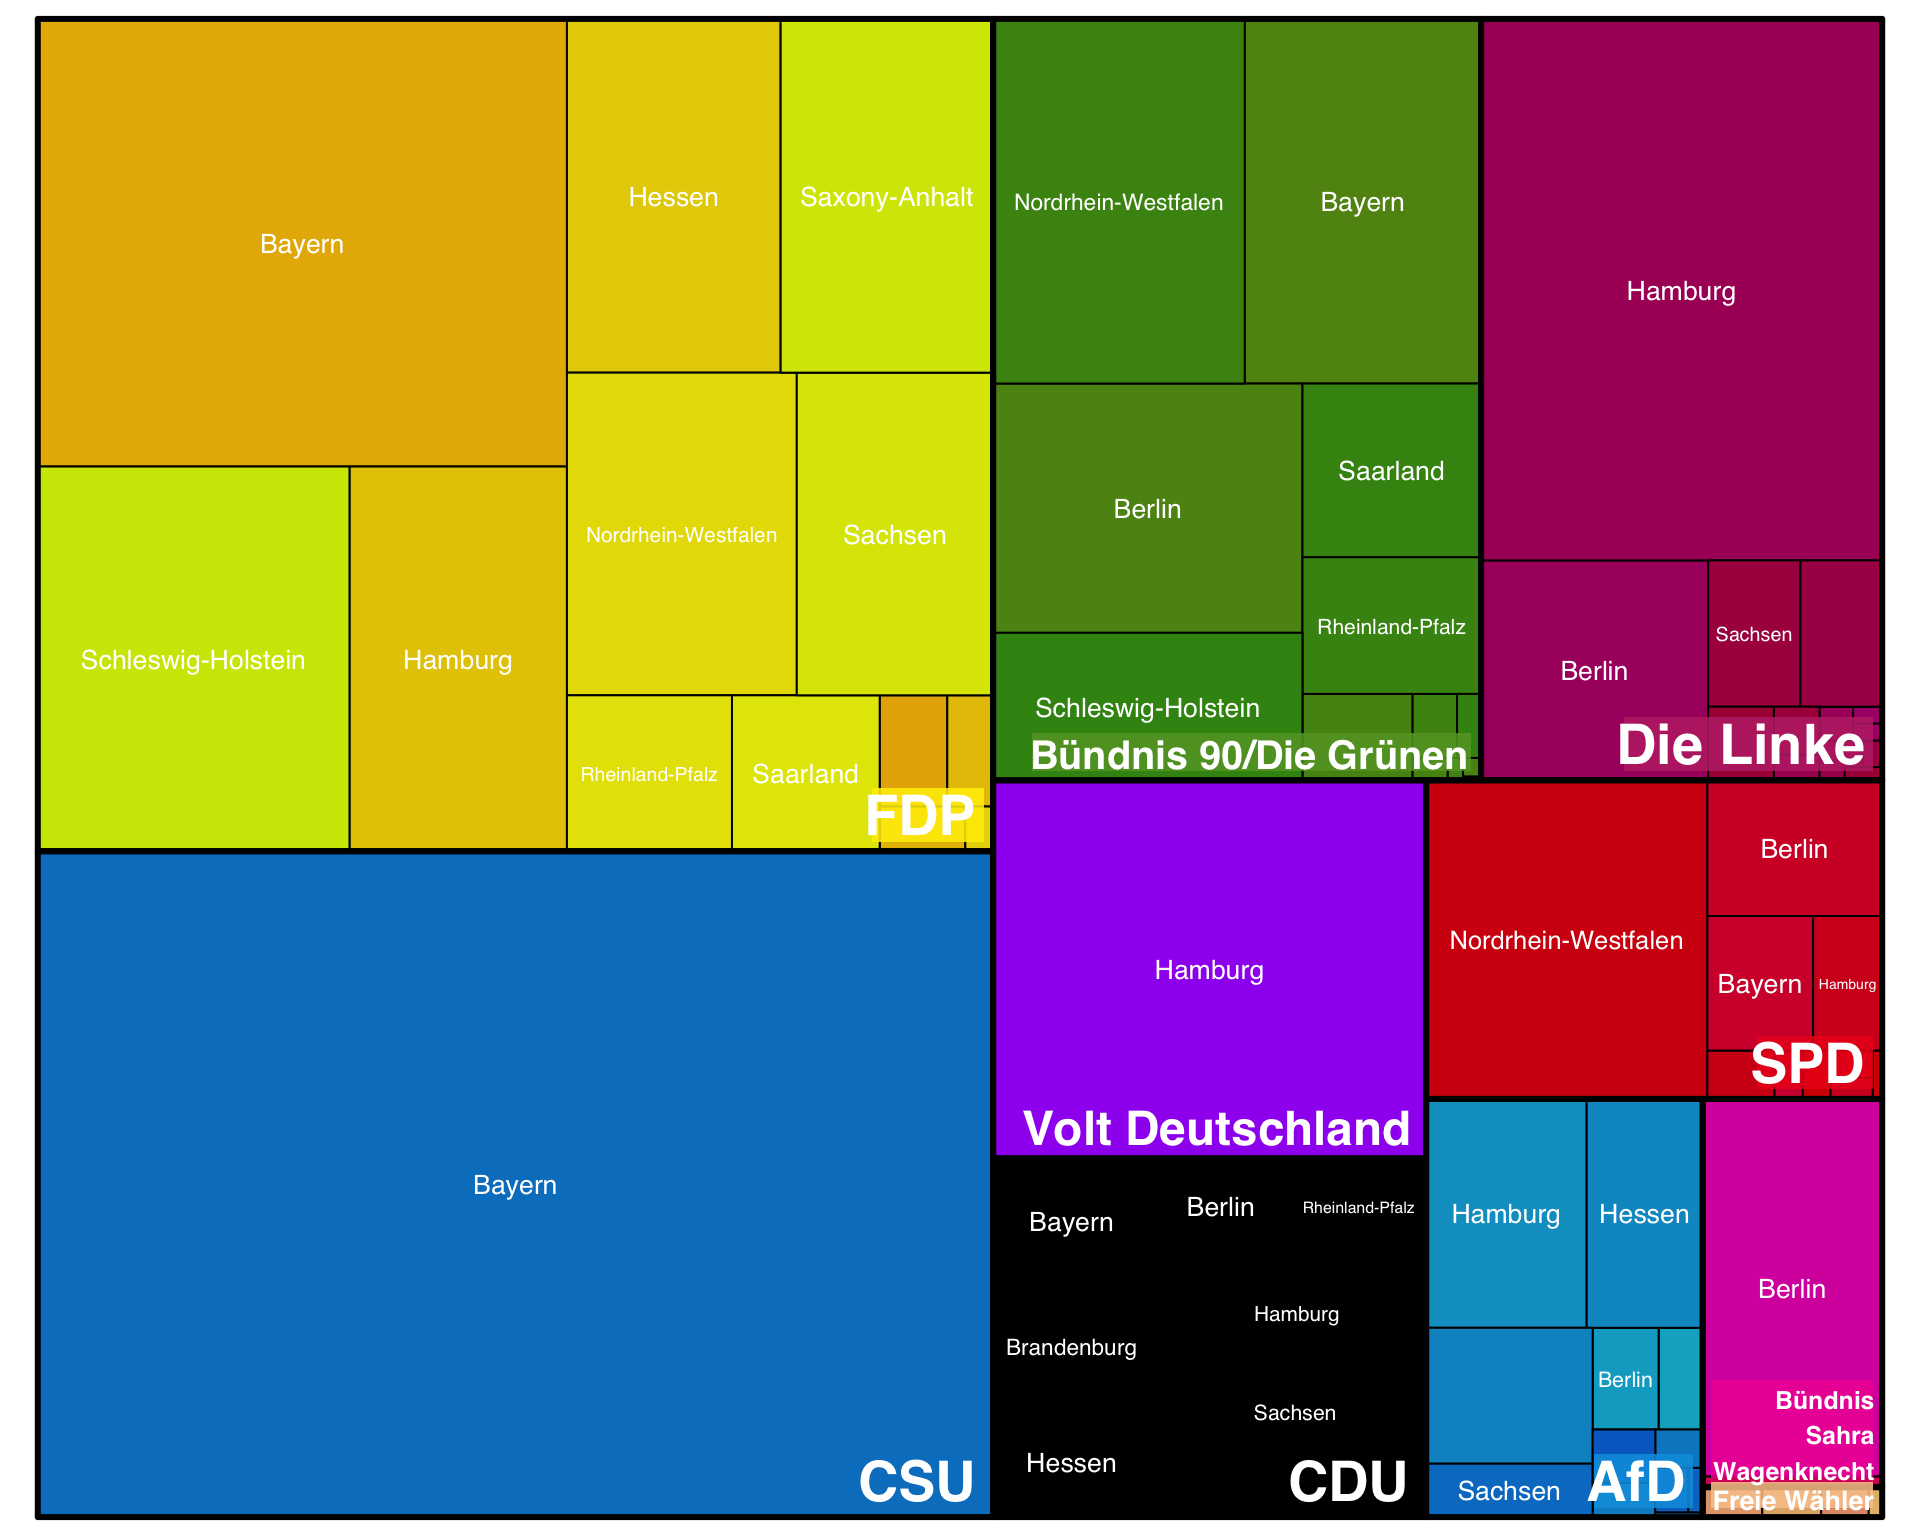 Bayern
Hessen
Saxony-Anhalt
Schleswig-Holstein
Hamburg
Nordrhein-Westfalen
Sachsen
Rheinland-Pfalz
Saarland
FDP
Nordrhein-Westfalen
Bayern
Berlin
Saarland
Rheinland-Pfalz
Schleswig-Holstein
Bündnis 90/Die Grünen
Hamburg
Berlin
Sachsen
Die Linke
Bayern
CSU
Hamburg
Volt Deutschland
Nordrhein-Westfalen
Berlin
Bayern
Hamburg
SPD
Bayern
Berlin
Rheinland-Pfalz
Brandenburg
Hamburg
Sachsen
Hessen
CDU
Hamburg
Hessen
Berlin
Sachsen
AfD
Berlin
Bündnis
Sahra
Wagenknecht
Freie Wähler